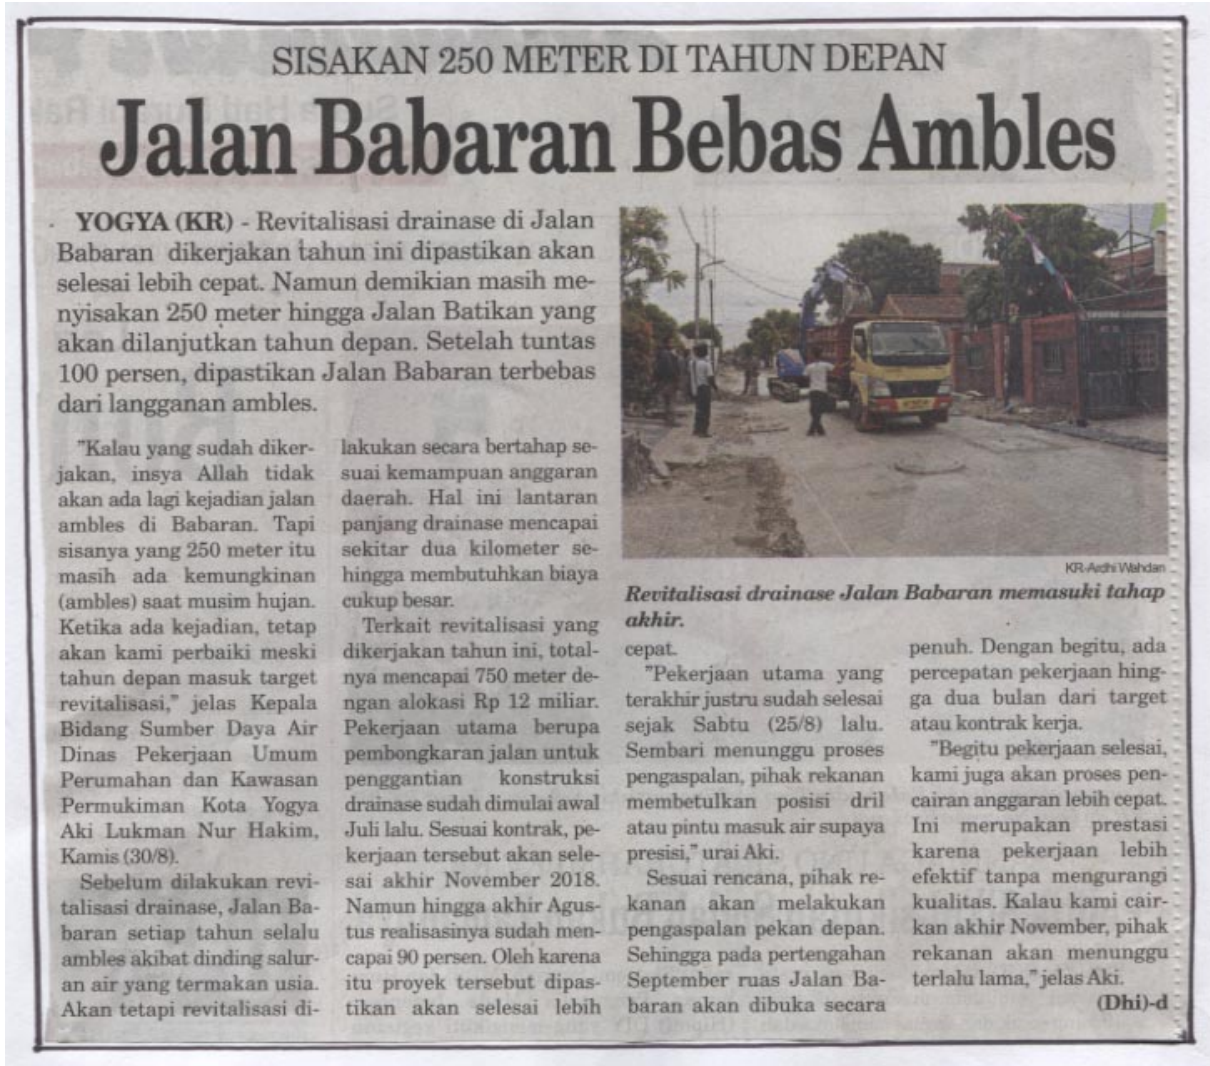 SISAKAN 250 METER DI TAHUN DEPAN
Jalan Babaran Bebas Ambles
YOGYA (KR) - Revitalisasi drainase di Jalan
Babaran dikerjakan tahun ini dipastikan akan
selesai lebih cepat. Namun demikian masih me-
nyisakan 250 meter hingga Jalan Batikan yang
akan dilanjutkan tahun depan. Setelah tuntas
100 persen, dipastikan Jalan Babaran terbebas
dari langganan ambles.
"Kalau yang sudah diker-
jakan, insya Allah tidak
akan ada lagi kejadian jalan
ambles di Babaran. Tapi
sisanya yang 250 meter itu
masih ada kemungkinan
(ambles) saat musim hujan.
Ketika ada kejadian, tetap
akan kami perbaiki meski
tahun depan masuk target
revitalisasi," jelas Kepala
Bidang Sumber Daya Air
Dinas Pekerjaan Umum
Perumahan dan Kawasan
Permukiman Kota Yogya
Aki Lukman Nur Hakim,
Kamis (30/8).
Sebelum dilakukan revi-
talisasi drainase, Jalan Ba-
baran setiap tahun selalu
ambles akibat dinding salur-
an air yang termakan usia.
Akan tetapi revitalisasi di-
lakukan secara bertahap se-
suai kemampuan anggaran
daerah. Hal ini lantaran
panjang drainase mencapai
sekitar dua kilometer se-
hingga membutuhkan biaya
cukup besar.
Terkait revitalisasi yang
dikerjakan tahun ini, total-
nya mencapai 750 meter de-
ngan alokasi Rp 12 miliar.
Pekerjaan utama berupa
pembongkaran jalan untuk
penggantian konstruksi
drainase sudah dimulai awal
Juli lalu. Sesuai kontrak, pe-
kerjaan tersebut akan sele-
sai akhir November 2018.
Namun hingga akhir Agus-
tus realisasinya sudah men-
capai 90 persen. Oleh karena
itu proyek tersebut dipas-
tikan akan selesai lebih
KR-Ardhi Wahdan
Revitalisasi drainase Jalan Babaran memasuki tahap
akhir.
cepat.
"Pekerjaan utama yang
terakhir justru sudah selesai
sejak Sabtu (25/8) lalu.
Sembari menunggu proses
pengaspalan, pihak rekanan
membetulkan posisi dril
atau pintu masuk air supaya
presisi," urai Aki.
Sesuai rencana, pihak re-
kanan akan melakukan
pengaspalan pekan depan.
Sehingga pada pertengahan
September ruas Jalan Ba-
baran akan dibuka secara
penuh. Dengan begitu, ada
percepatan pekerjaan hing-
ga dua bulan dari target
atau kontrak kerja.
"Begitu pekerjaan selesai,
kami juga akan proses pen-
cairan anggaran lebih cepat.
Ini merupakan prestasi
karena pekerjaan lebih
efektif tanpa mengurangi
kualitas. Kalau kami cair-
kan akhir November, pihak
rekanan akan menunggu
terlalu lama," jelas Aki.
(Dhi)-d